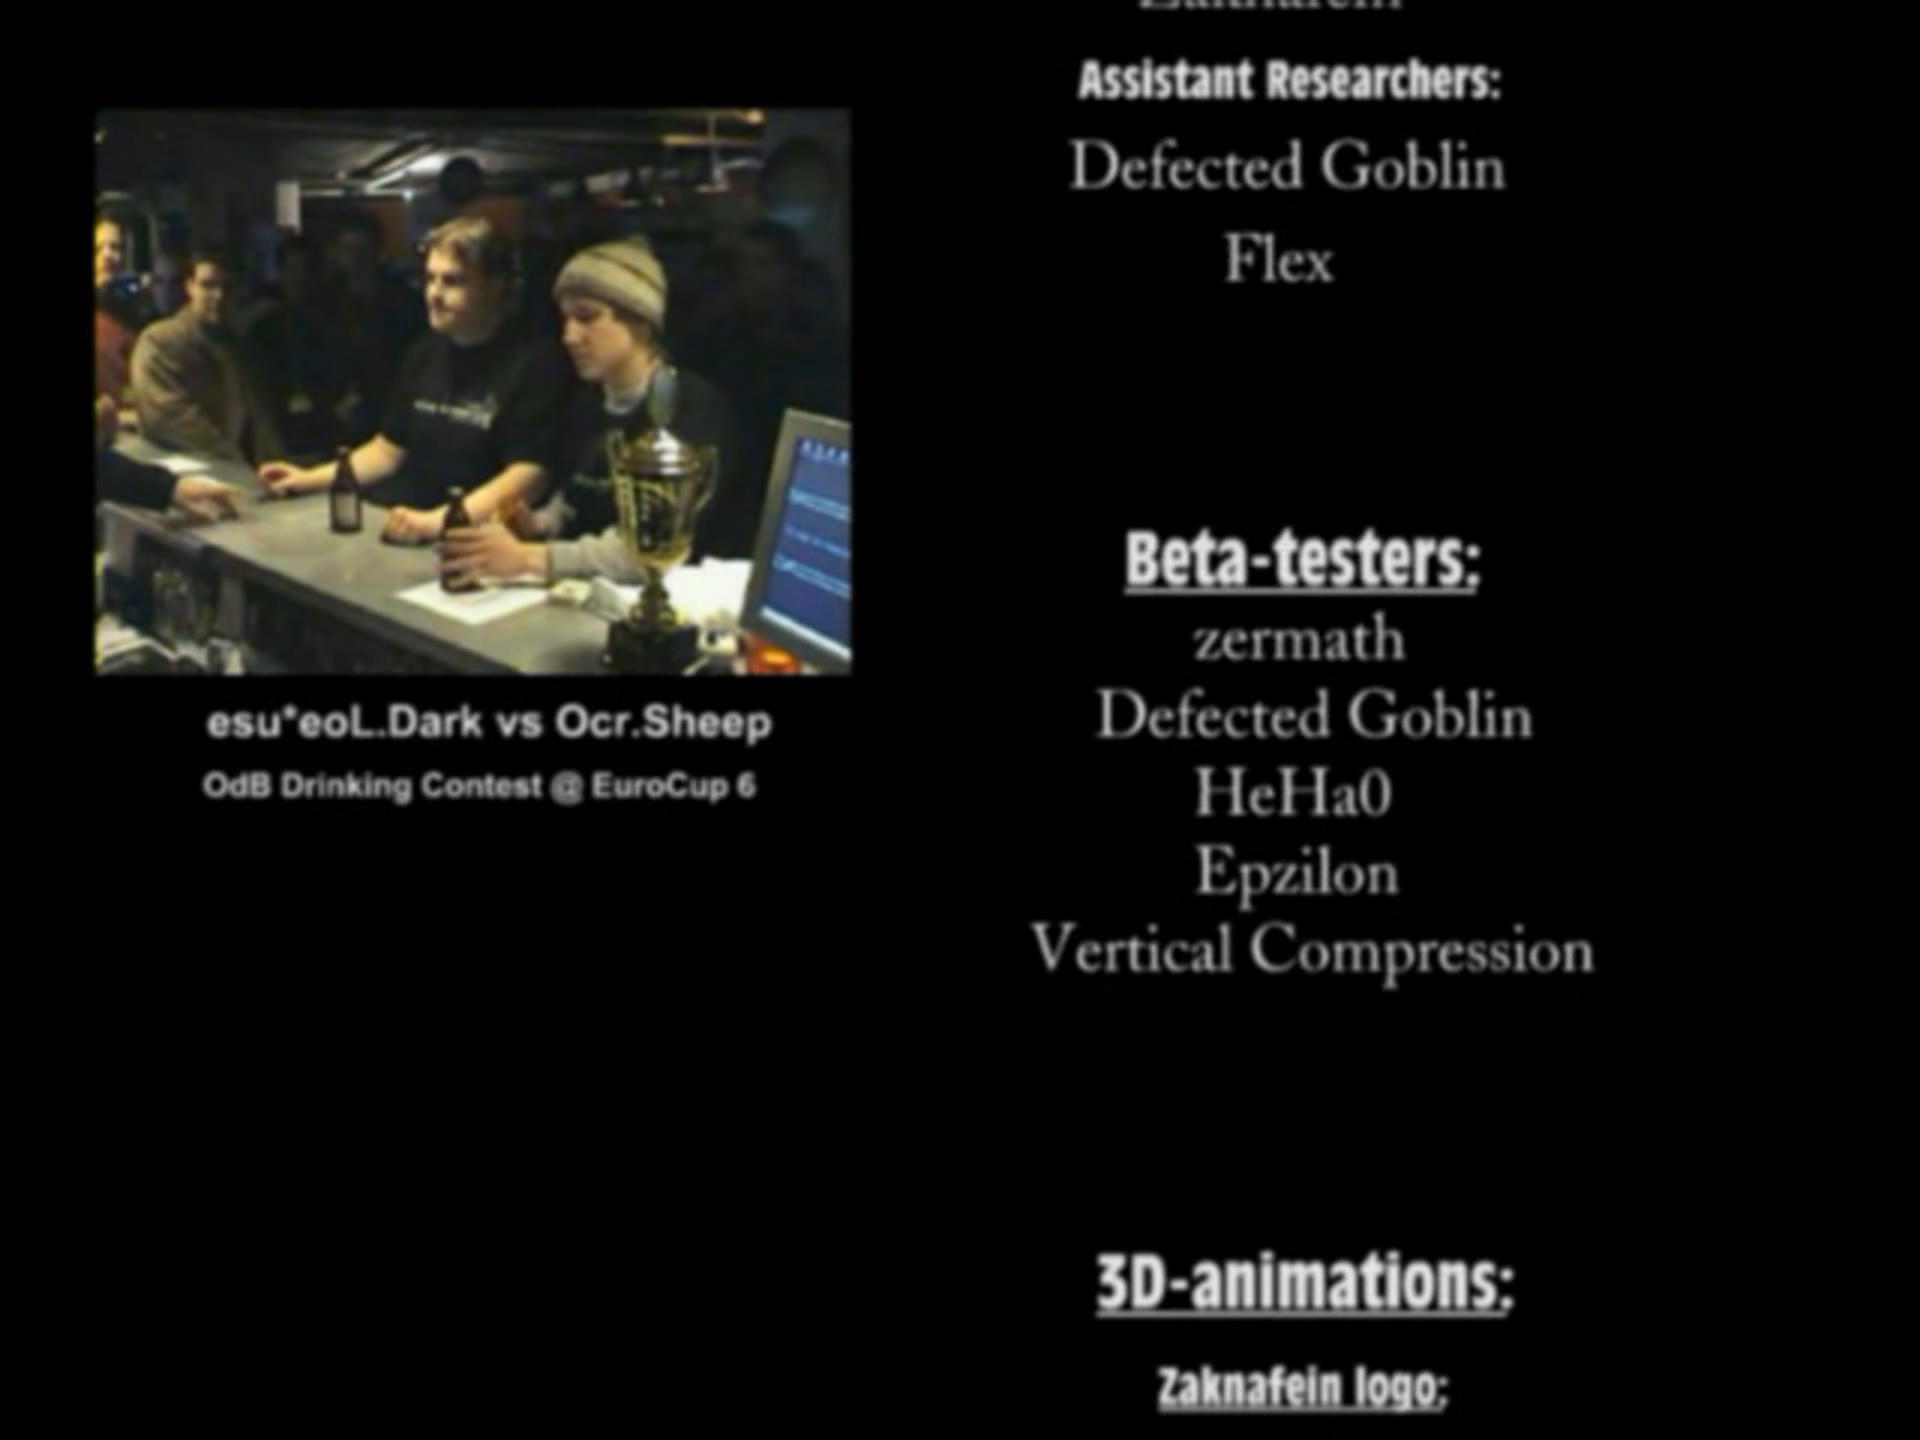 Zaknafein
Assistant Researchers:
Defected Goblin
Flex
esu*eoL.Dark vs Ocr.Sheep
OdB Drinking Contest @ EuroCup 6
Beta-testers:
zermath
Defected Goblin
HeHa0
Epzilon
Vertical Compression
3D-animations:
Zaknafein logo: